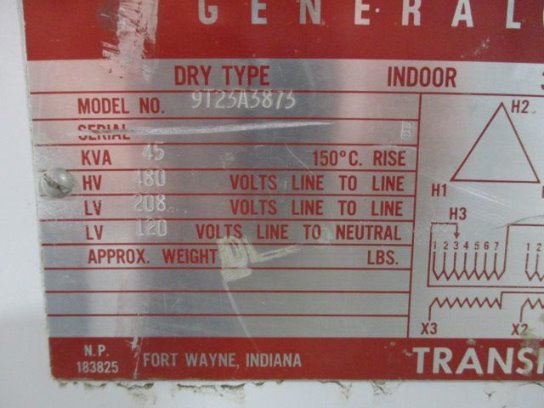 GENERAL
DRY TYPE INDOOR
MODEL NO. 9T23A3873
SERIAL
KVA 45 150°C. RISE
HV 480 VOLTS LINE TO LINE
LV 208 VOLTS LINE TO LINE
LV 120 VOLTS LINE TO NEUTRAL
APPROX. WEIGHT LBS.
H2
H1
H3
1 2 3 4 5 6 7 1 2
X3 X2
N.P.
183825
FORT WAYNE, INDIANA